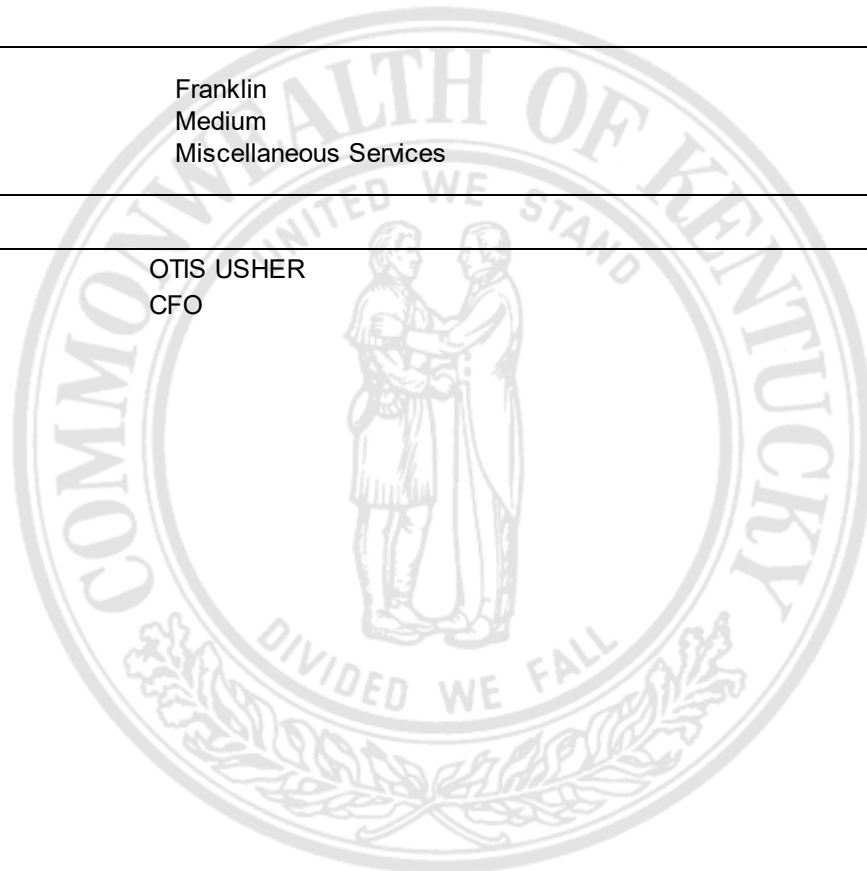 Franklin
Medium
Miscellaneous Services
OTIS USHER
CFO
COMMONWEALTH OF KENTUCKY
UNITED WE STAND
DIVIDED WE FALL